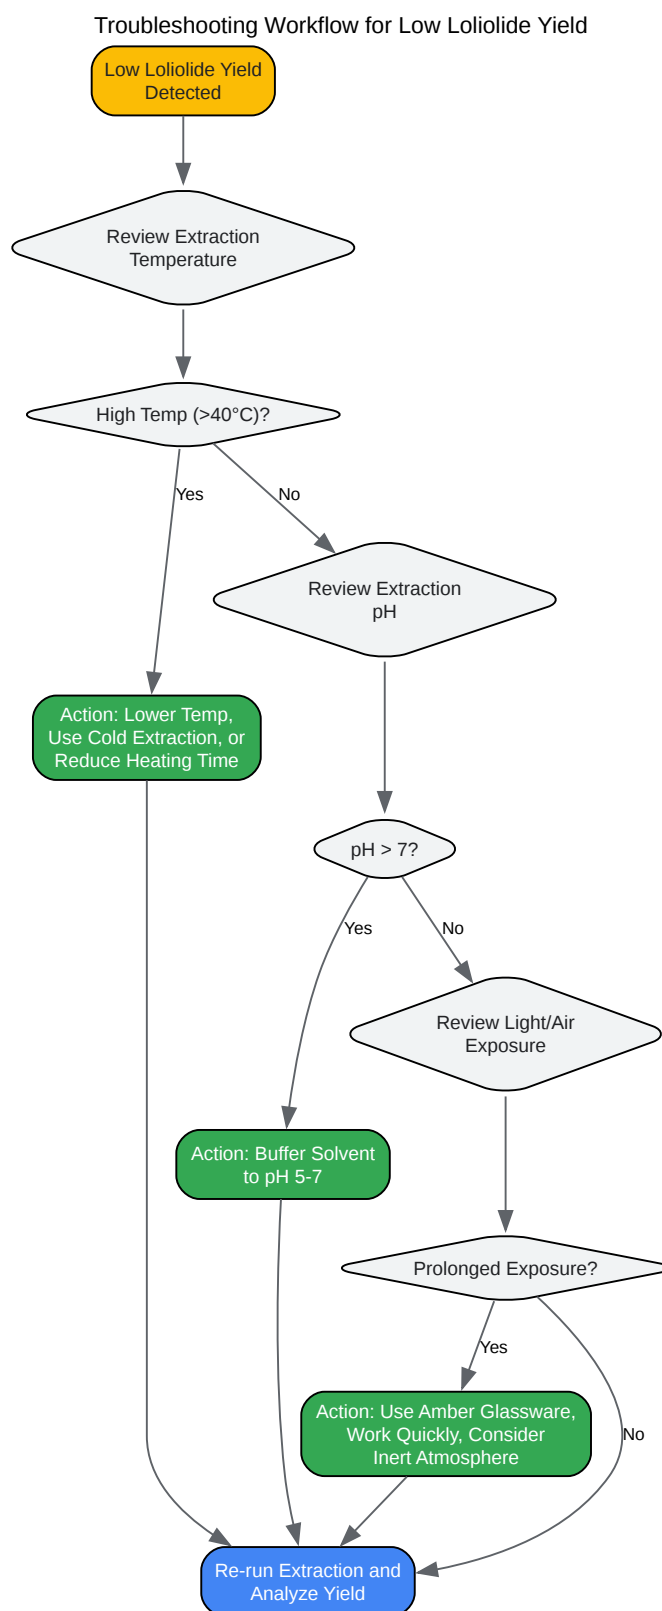 Troubleshooting Workflow for Low Loliolide Yield
Low Loliolide Yield
Detected
Review Extraction
Temperature
High Temp (>40°C)?
Yes
No
Review Extraction
pH
Action: Lower Temp,
Use Cold Extraction, or
Reduce Heating Time
pH > 7?
Yes
No
Review Light/Air
Exposure
Action: Buffer Solvent
to pH 5-7
Prolonged Exposure?
Yes
No
Action: Use Amber Glassware,
Work Quickly, Consider
Inert Atmosphere
Re-run Extraction and
Analyze Yield